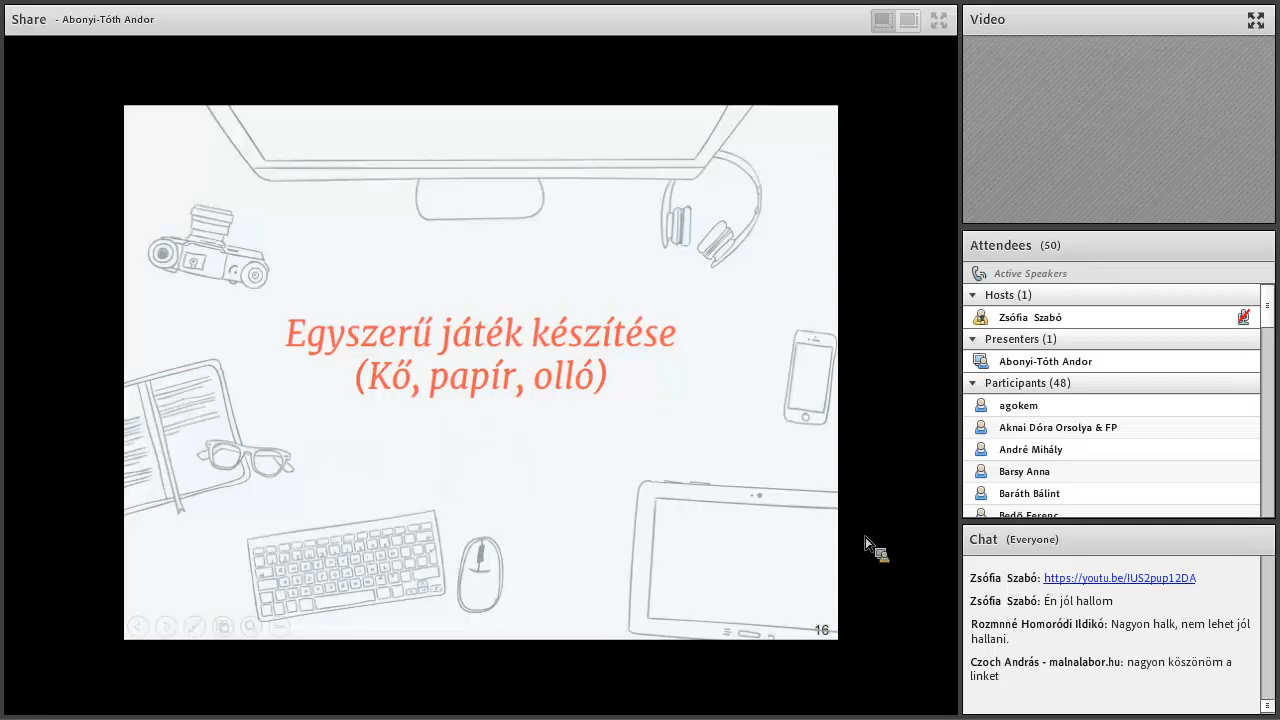 Share - Abonyi-Tóth Andor
Egyszerű játék készítése
(Kő, papír, olló)
16
Video
Attendees (50)
Active Speakers
Hosts (1)
Zsófia Szabó
Presenters (1)
Abonyi-Tóth Andor
Participants (48)
agokem
Aknai Dóra Orsolya & FP
André Mihály
Barsy Anna
Baráth Bálint
Bedő Ferenc
Chat (Everyone)
Zsófia Szabó: https://youtu.be/IUS2pup12DA
Zsófia Szabó: Én jól hallom
Rozmnné Homoródi Ildikó: Nagyon halk, nem lehet jól
hallani.
Czoch András - malnalabor.hu: nagyon köszönöm a
linket